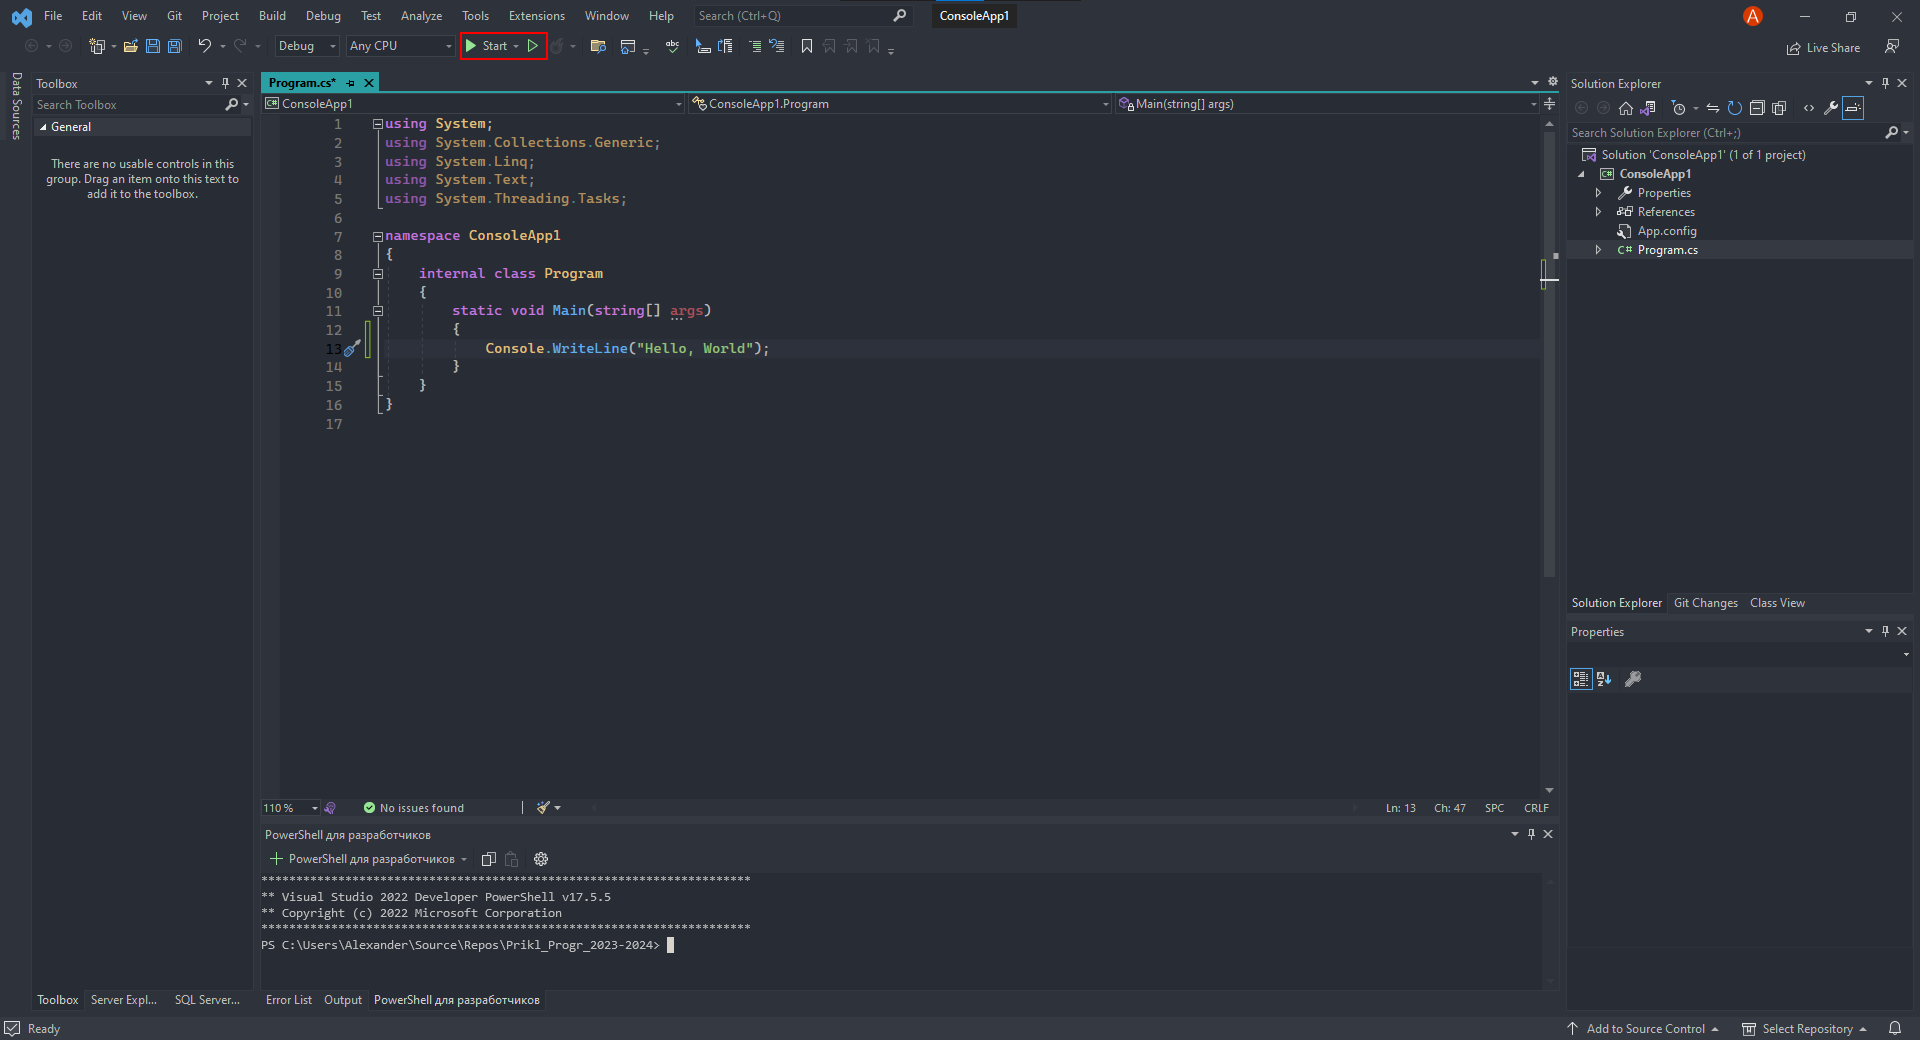 File Edit View Git Project Build Debug Test Analyze Tools Extensions Window Help Search (Ctrl+Q) ConsoleApp1 A
Debug Any CPU Start abc Live Share
Data Sources
Toolbox
Search Toolbox
General
There are no usable controls in this
group. Drag an item onto this text to
add it to the toolbox.
Program.cs*
C# ConsoleApp1 ConsoleApp1.Program Main(string[] args)
1 using System;
2 using System.Collections.Generic;
3 using System.Linq;
4 using System.Text;
5 using System.Threading.Tasks;
6
7 namespace ConsoleApp1
8 {
9 internal class Program
10 {
11 static void Main(string[] args)
12 {
13 Console.WriteLine("Hello, World");
14 }
15 }
16 }
17
110 % No issues found Ln: 13 Ch: 47 SPC CRLF
PowerShell для разработчиков
PowerShell для разработчиков
**********************************************************************
** Visual Studio 2022 Developer PowerShell v17.5.5
** Copyright (c) 2022 Microsoft Corporation
**********************************************************************
PS C:\Users\Alexander\Source\Repos\Prikl_Progr_2023-2024>
Toolbox Server Expl... SQL Server... Error List Output PowerShell для разработчиков
Solution Explorer
Search Solution Explorer (Ctrl+;)
Solution 'ConsoleApp1' (1 of 1 project)
C# ConsoleApp1
Properties
References
App.config
C# Program.cs
Solution Explorer Git Changes Class View
Properties
Ready Add to Source Control Select Repository